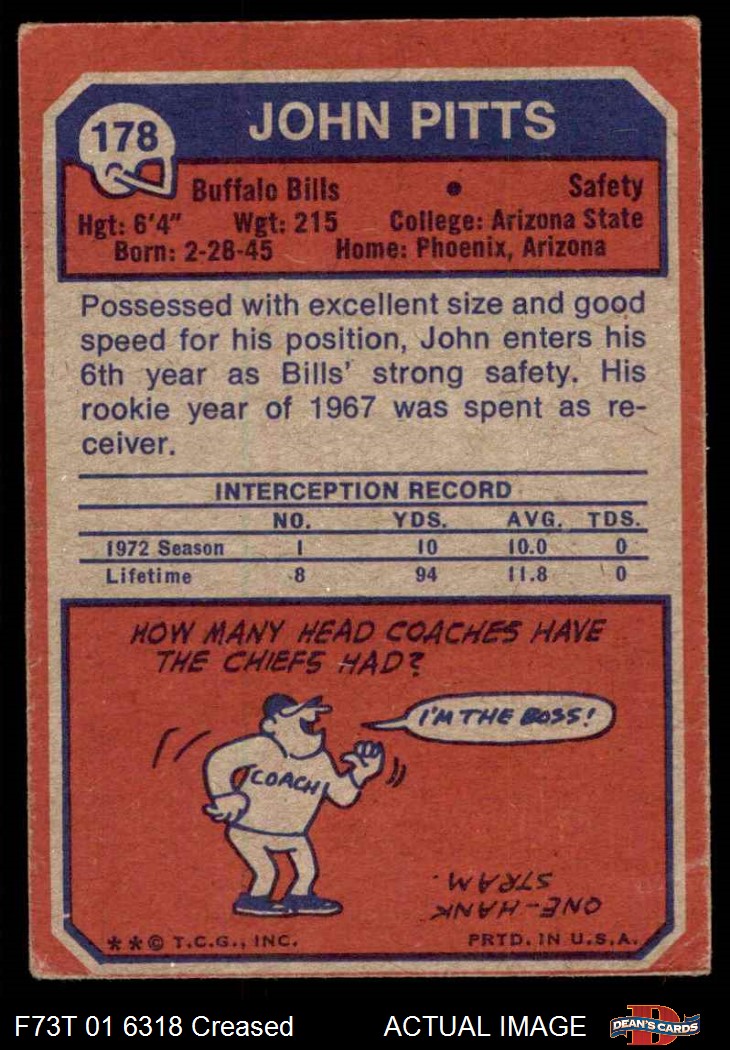 178
JOHN PITTS
Buffalo Bills • Safety
Hgt: 6'4" Wgt: 215 College: Arizona State
Born: 2-28-45 Home: Phoenix, Arizona
Possessed with excellent size and good
speed for his position, John enters his
6th year as Bills' strong safety. His
rookie year of 1967 was spent as re-
ceiver.
INTERCEPTION RECORD
NO. YDS. AVG. TDS.
1972 Season 1 10 10.0 0
Lifetime 8 94 11.8 0
HOW MANY HEAD COACHES HAVE
THE CHIEFS HAD?
I'M THE BOSS!
COACH
ONE-HANK
STRAM.
**© T.C.G., INC. PRTD. IN U.S.A.
F73T 01 6318 Creased ACTUAL IMAGE
DEAN'S CARDS